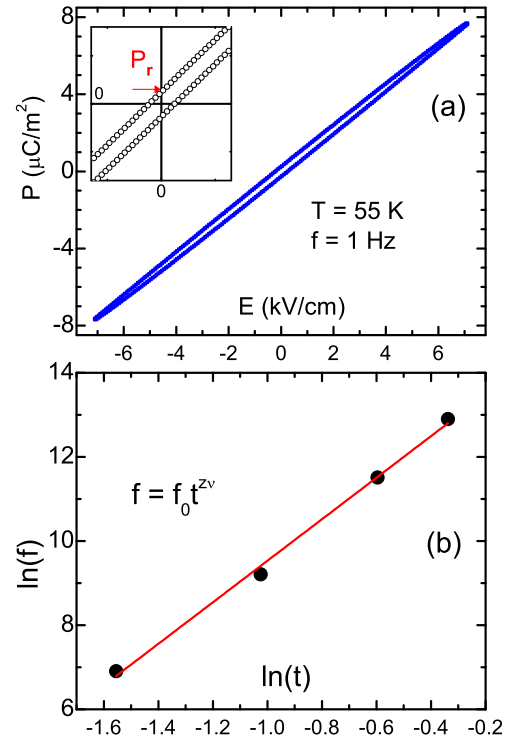 8
4
0
-4
-8
P (μC/m²)
Pr
0
0
(a)
T = 55 K
f = 1 Hz
E (kV/cm)
-6 -4 -2 0 2 4 6
14
12
10
8
6
ln(f)
f = f₀t^zν
(b)
ln(t)
-1.6 -1.4 -1.2 -1.0 -0.8 -0.6 -0.4 -0.2